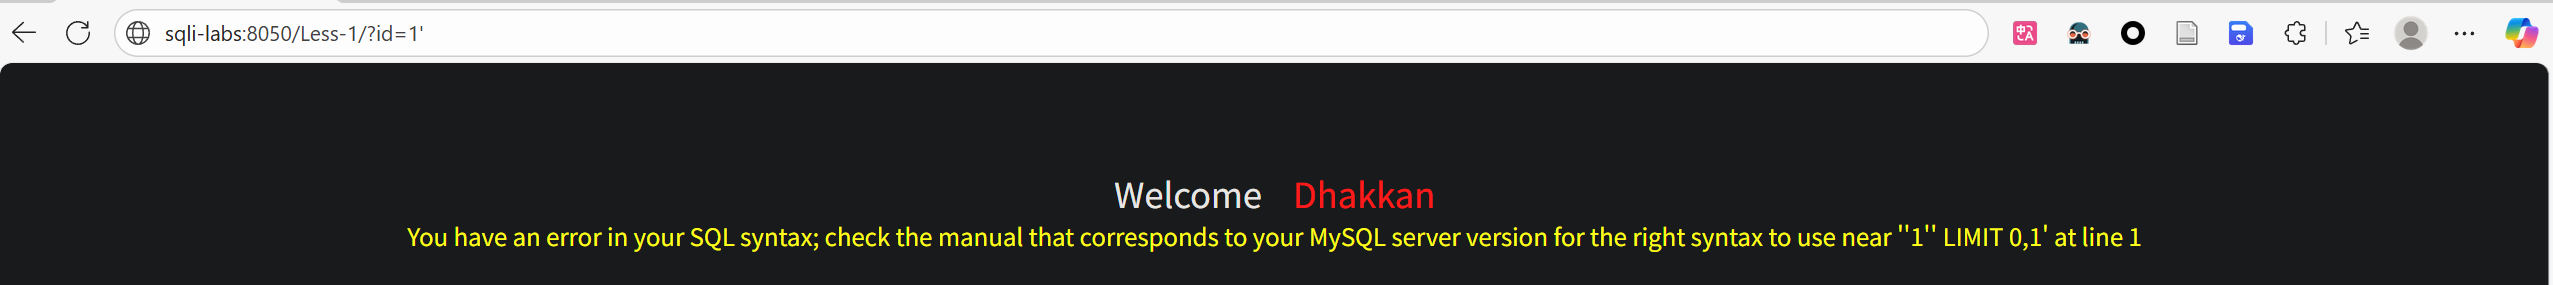 sqli-labs:8050/Less-1/?id=1'
Welcome Dhakkan
You have an error in your SQL syntax; check the manual that corresponds to your MySQL server version for the right syntax to use near ''1'' LIMIT 0,1' at line 1